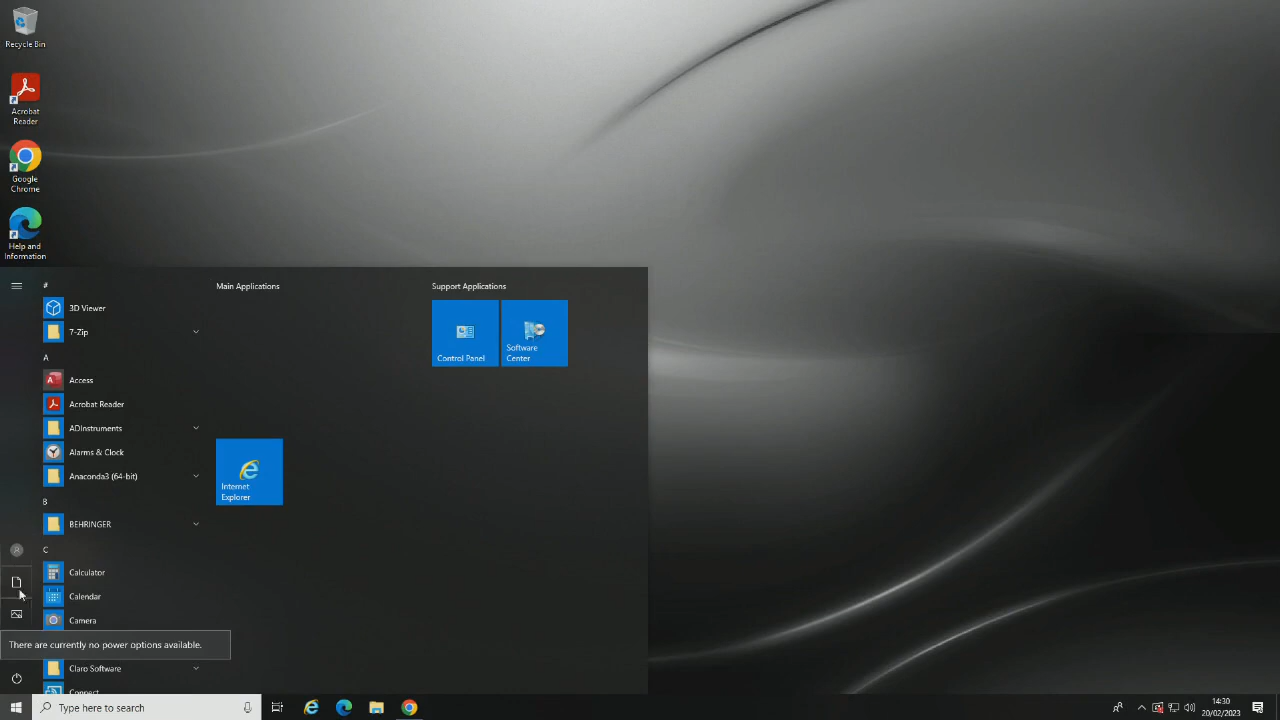 Recycle Bin
Acrobat
Reader
Google
Chrome
Help and
Information
#
3D Viewer
7-Zip
A
Access
Acrobat Reader
ADInstruments
Alarms & Clock
Anaconda3 (64-bit)
B
BEHRINGER
C
Calculator
Calendar
Camera
There are currently no power options available.
Claro Software
Connect
Main Applications
Internet
Explorer
Support Applications
Control Panel
Software
Center
Type here to search
14:30
20/02/2023